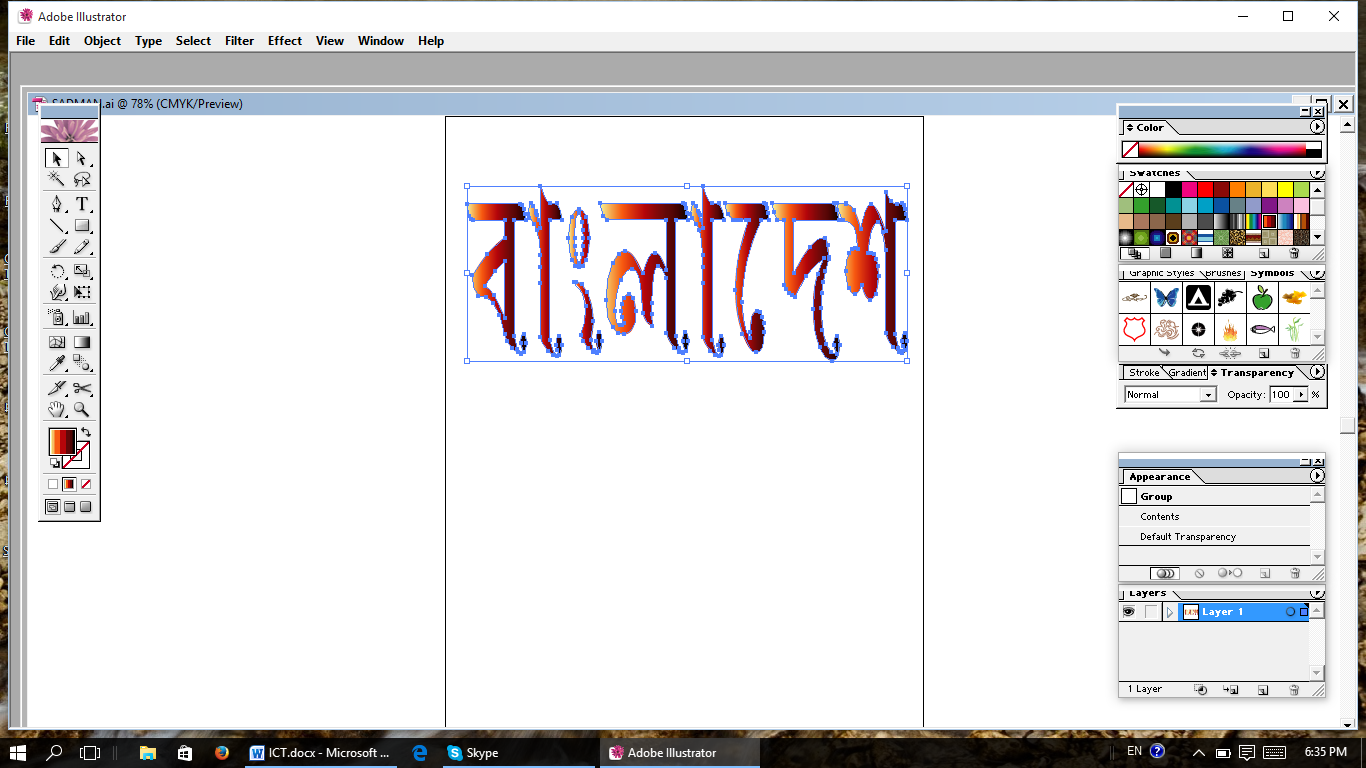 Adobe Illustrator
File Edit Object Type Select Filter Effect View Window Help
SADMAN.ai @ 78% (CMYK/Preview)
বাংলাদেশ
T
Color
Swatches
Graphic Styles Brushes Symbols
Stroke Gradient Transparency
Normal Opacity: 100 %
Appearance
Group
Contents
Default Transparency
Layers
Layer 1
1 Layer
ICT.docx - Microsoft ... Skype Adobe Illustrator EN 6:35 PM